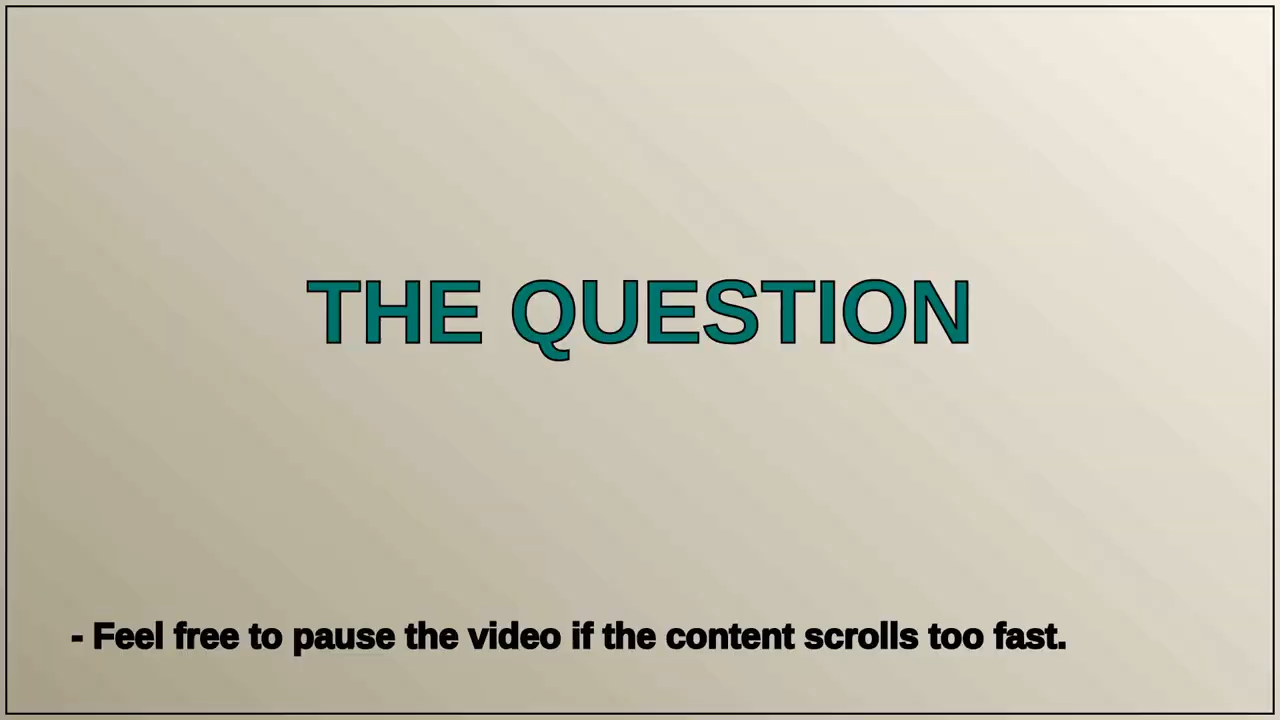 THE QUESTION
- Feel free to pause the video if the content scrolls too fast.